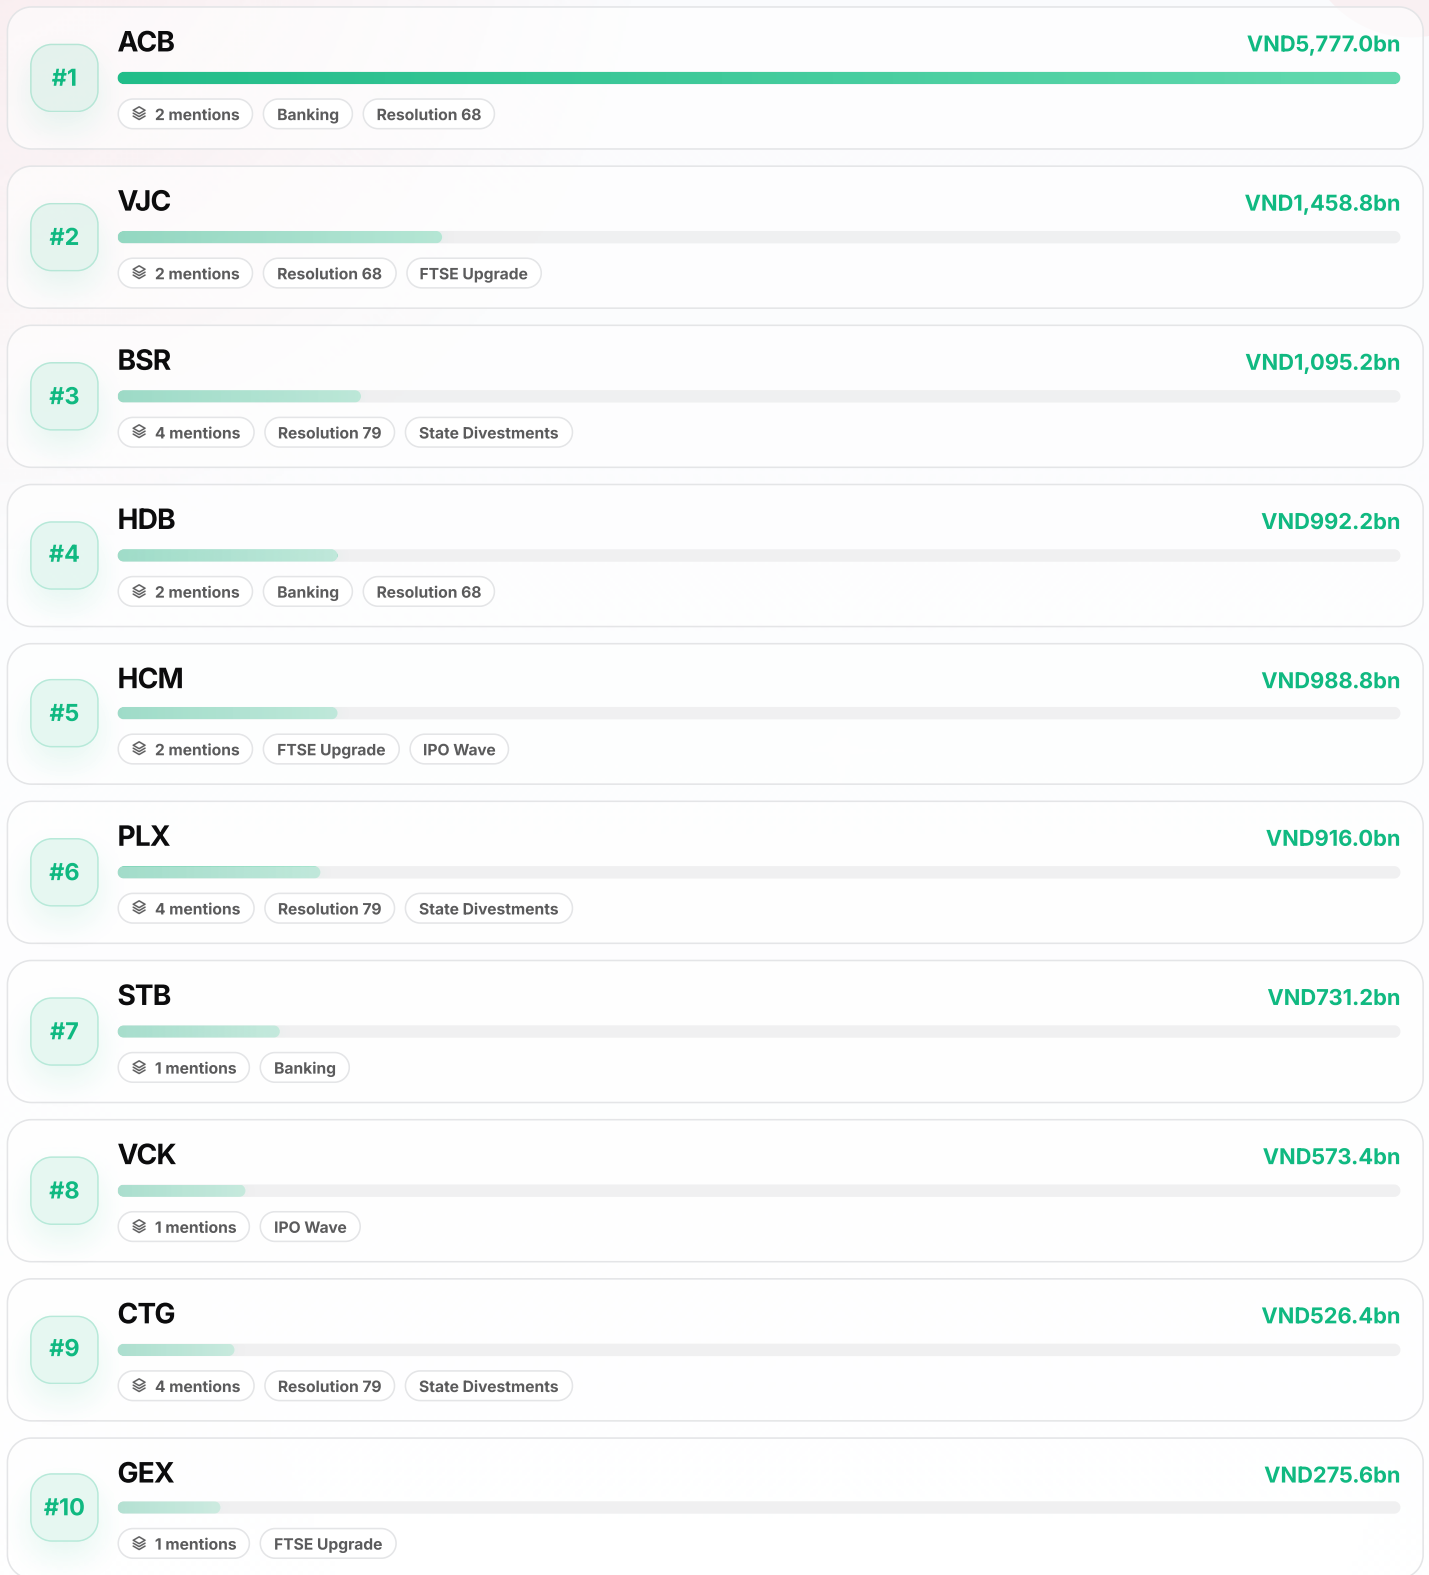 ACB
VND5,777.0bn
#1
2 mentions Banking Resolution 68
VJC
VND1,458.8bn
#2
2 mentions Resolution 68 FTSE Upgrade
BSR
VND1,095.2bn
#3
4 mentions Resolution 79 State Divestments
HDB
VND992.2bn
#4
2 mentions Banking Resolution 68
HCM
VND988.8bn
#5
2 mentions FTSE Upgrade IPO Wave
PLX
VND916.0bn
#6
4 mentions Resolution 79 State Divestments
STB
VND731.2bn
#7
1 mentions Banking
VCK
VND573.4bn
#8
1 mentions IPO Wave
CTG
VND526.4bn
#9
4 mentions Resolution 79 State Divestments
GEX
VND275.6bn
#10
1 mentions FTSE Upgrade